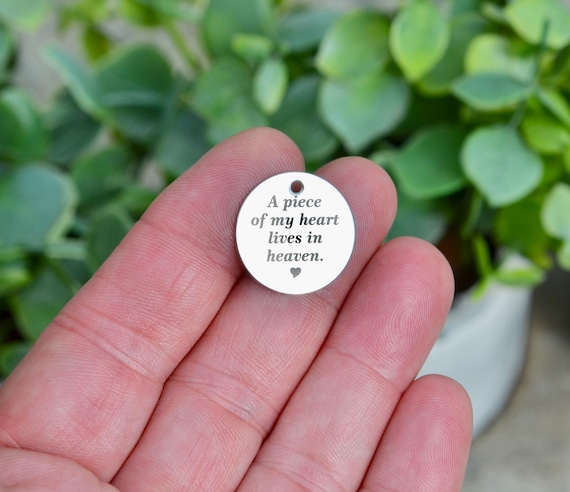 A piece
of my heart
lives in
heaven.